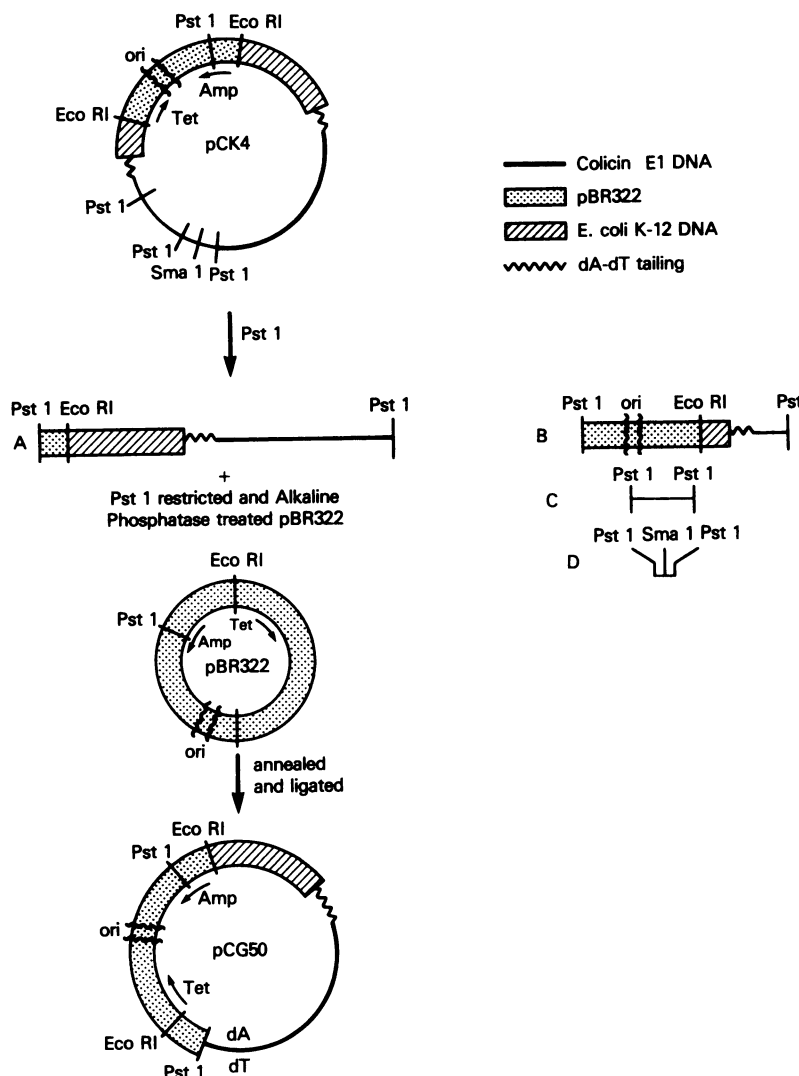 Pst 1 Eco RI
ori
Amp
Eco RI
Tet
pCK4
Pst 1
Pst 1
Sma 1
Pst 1
Colicin E1 DNA
pBR322
E. coli K-12 DNA
dA-dT tailing
Pst 1
Pst 1 Eco RI Pst 1
A
+
Pst 1 restricted and Alkaline
Phosphatase treated pBR322
Pst 1 ori Eco RI Pst
B
Pst 1 Pst 1
C
Pst 1 Sma 1 Pst 1
D
Eco RI
Pst 1
Tet
Amp
pBR322
ori
annealed
and ligated
Eco RI
Pst 1
Amp
ori
pCG50
Tet
Eco RI
dA
Pst 1
dT